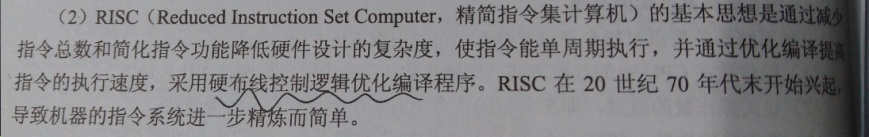 （2）RISC（Reduced Instruction Set Computer，精简指令集计算机）的基本思想是通过减少
指令总数和简化指令功能降低硬件设计的复杂度，使指令能单周期执行，并通过优化编译提高
指令的执行速度，采用硬布线控制逻辑优化编译程序。RISC 在 20 世纪 70 年代末开始兴起，
导致机器的指令系统进一步精炼而简单。